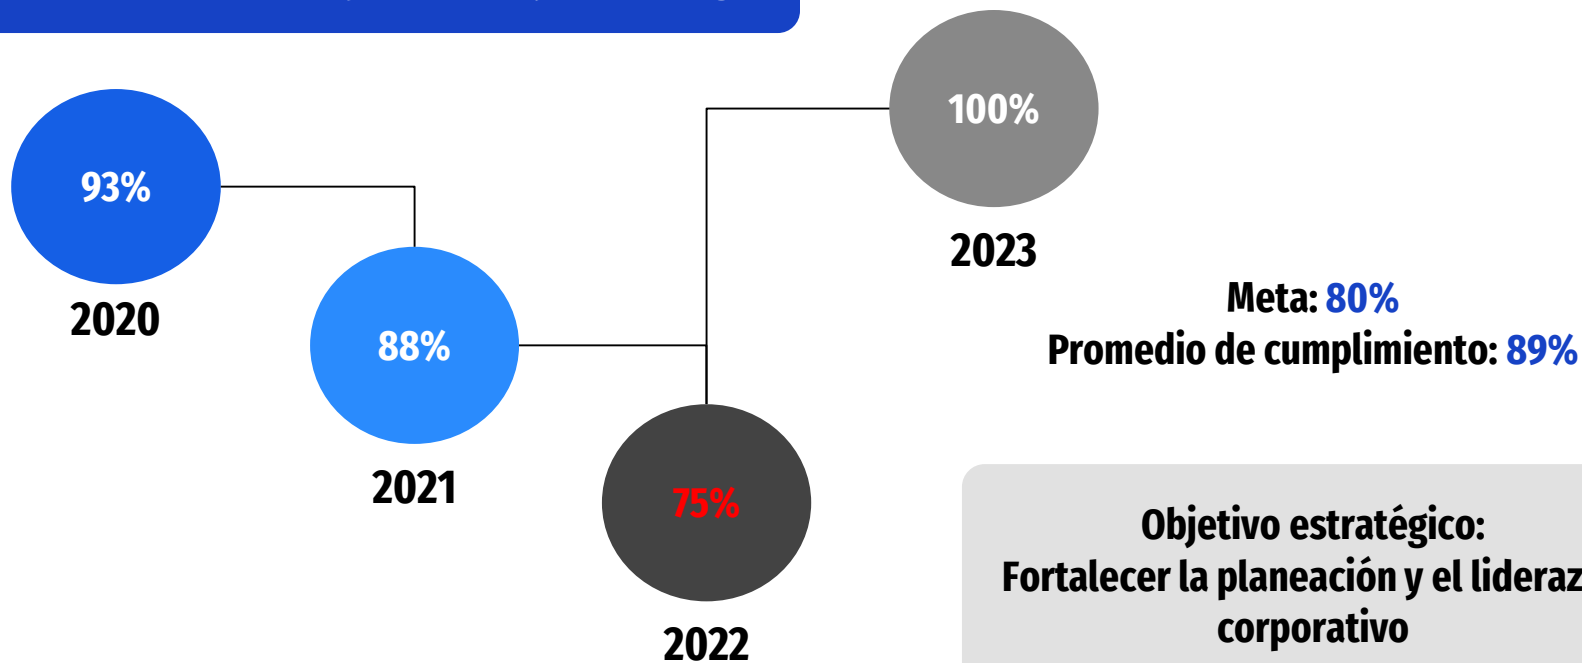 100%
93%
2023
2020
Meta: 80%
88%
Promedio de cumplimiento: 89%
2021
75%
Objetivo estratégico:
Fortalecer la planeación y el
corporativo
2022